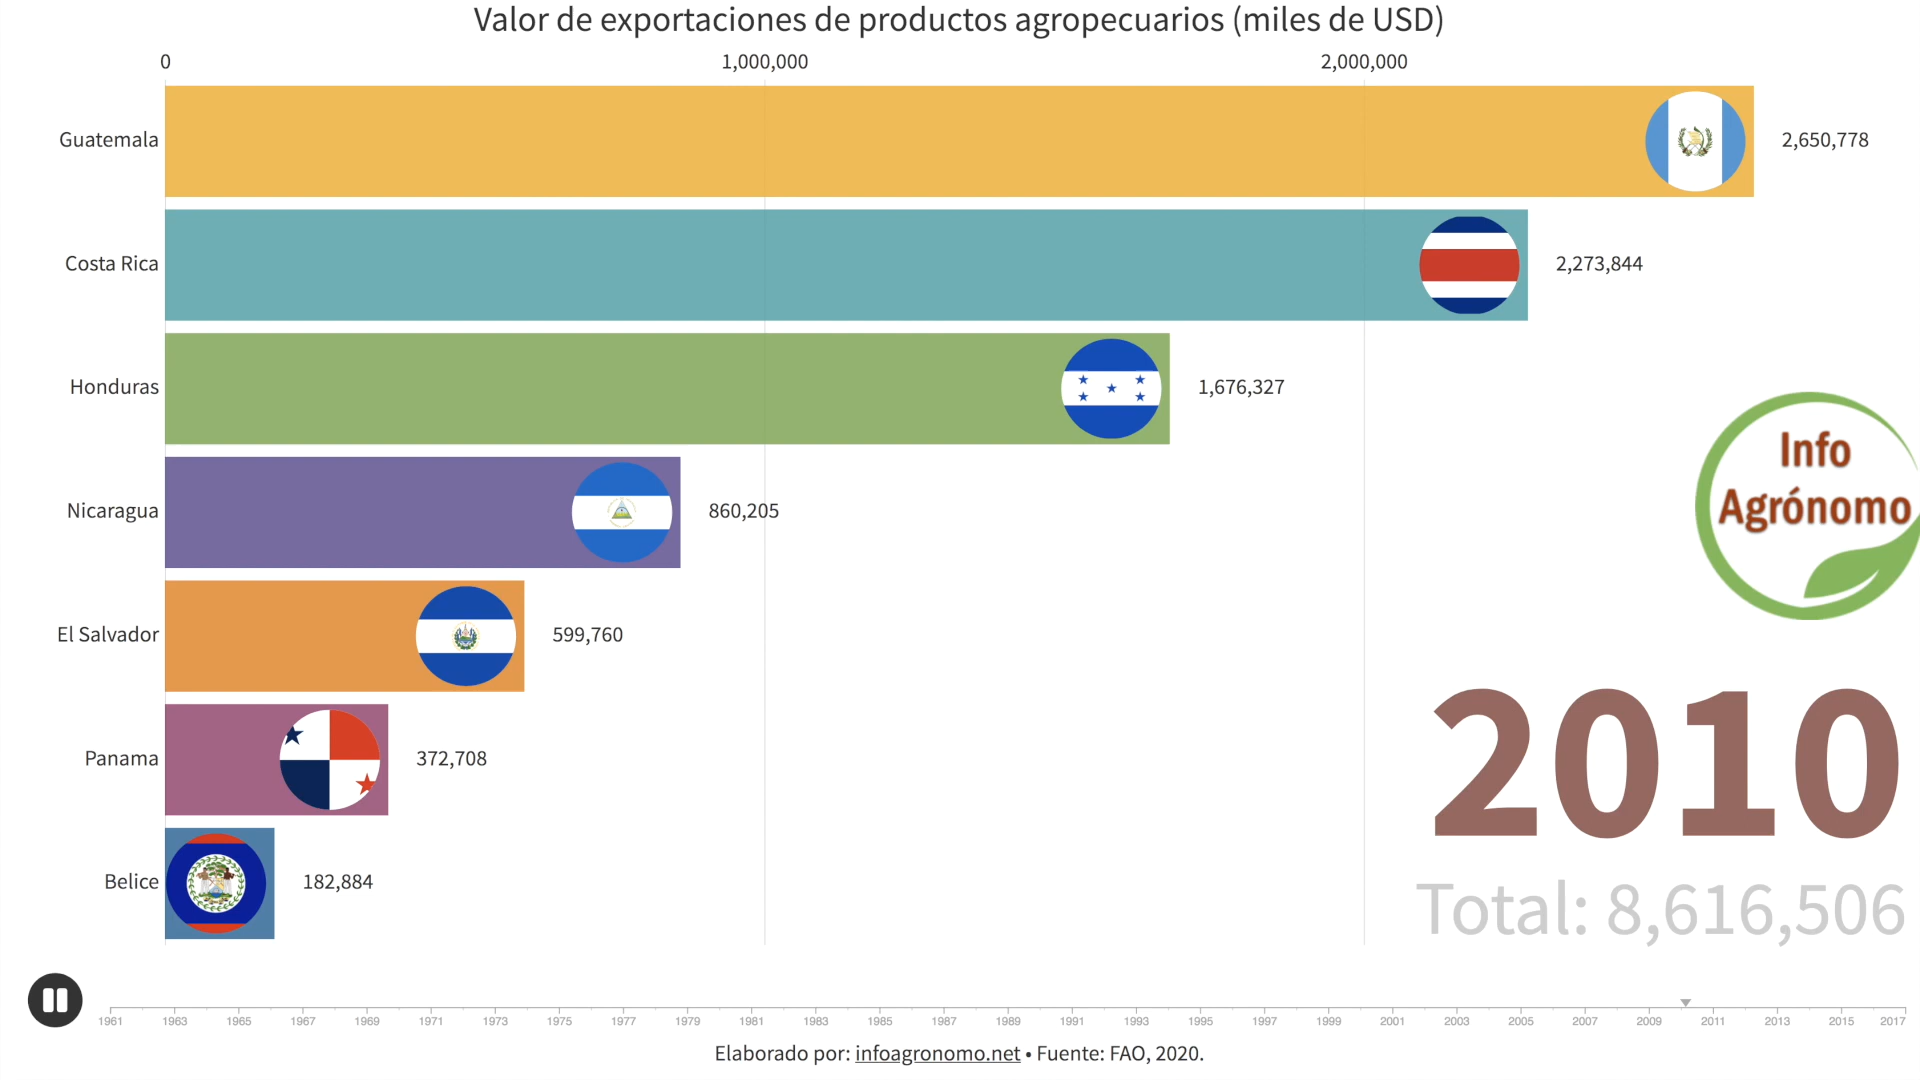 Valor de exportaciones de productos agropecuarios (miles de USD)
0 1,000,000 2,000,000
Guatemala 2,650,778
Costa Rica 2,273,844
Honduras 1,676,327
Info
Agrónomo
Nicaragua 860,205
El Salvador 599,760
Panama 372,708
2010
Belice 182,884
Total: 8,616,506
1961 1963 1965 1967 1969 1971 1973 1975 1977 1979 1981 1983 1985 1987 1989 1991 1993 1995 1997 1999 2001 2003 2005 2007 2009 2011 2013 2015 2017
Elaborado por: infoagronomo.net • Fuente: FAO, 2020.